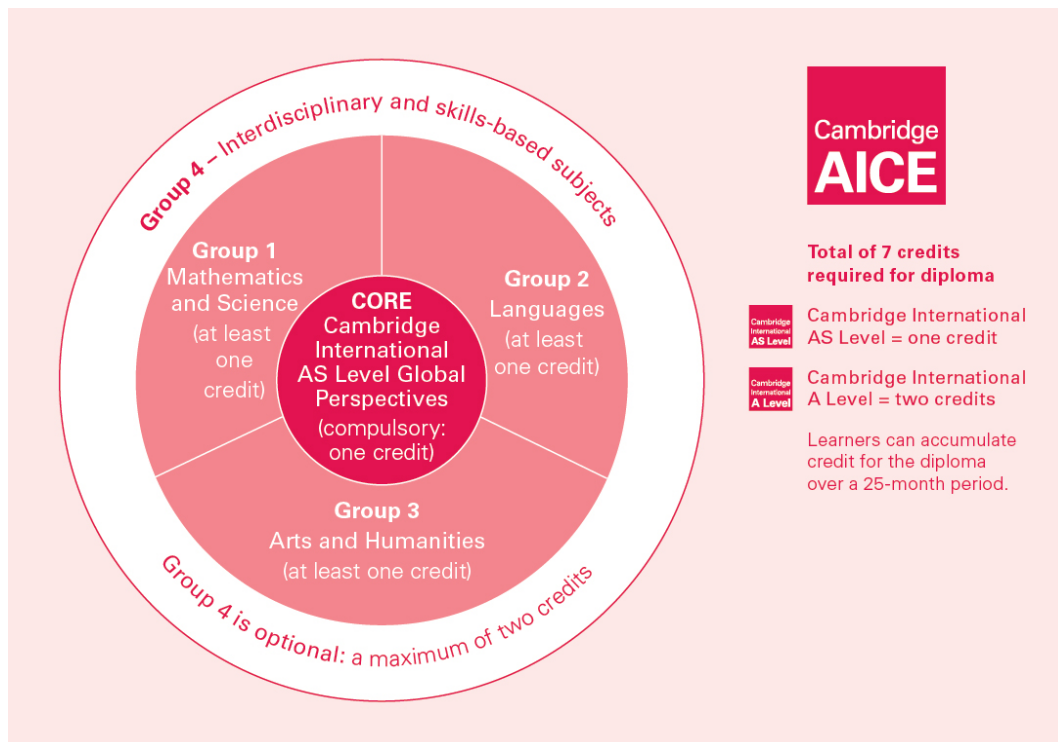 Group 4 – Interdisciplinary and skills-based subjects
Group 1
Mathematics
and Science
(at least
one
credit)
CORE
Cambridge
International
AS Level Global
Perspectives
(compulsory:
one credit)
Group 2
Languages
(at least
one credit)
Group 3
Arts and Humanities
(at least one credit)
Group 4 is optional: a maximum of two credits
Cambridge
AICE
Total of 7 credits
required for diploma
Cambridge
International
AS Level
Cambridge International
AS Level = one credit
Cambridge
International
A Level
Cambridge International
A Level = two credits
Learners can accumulate
credit for the diploma
over a 25-month period.